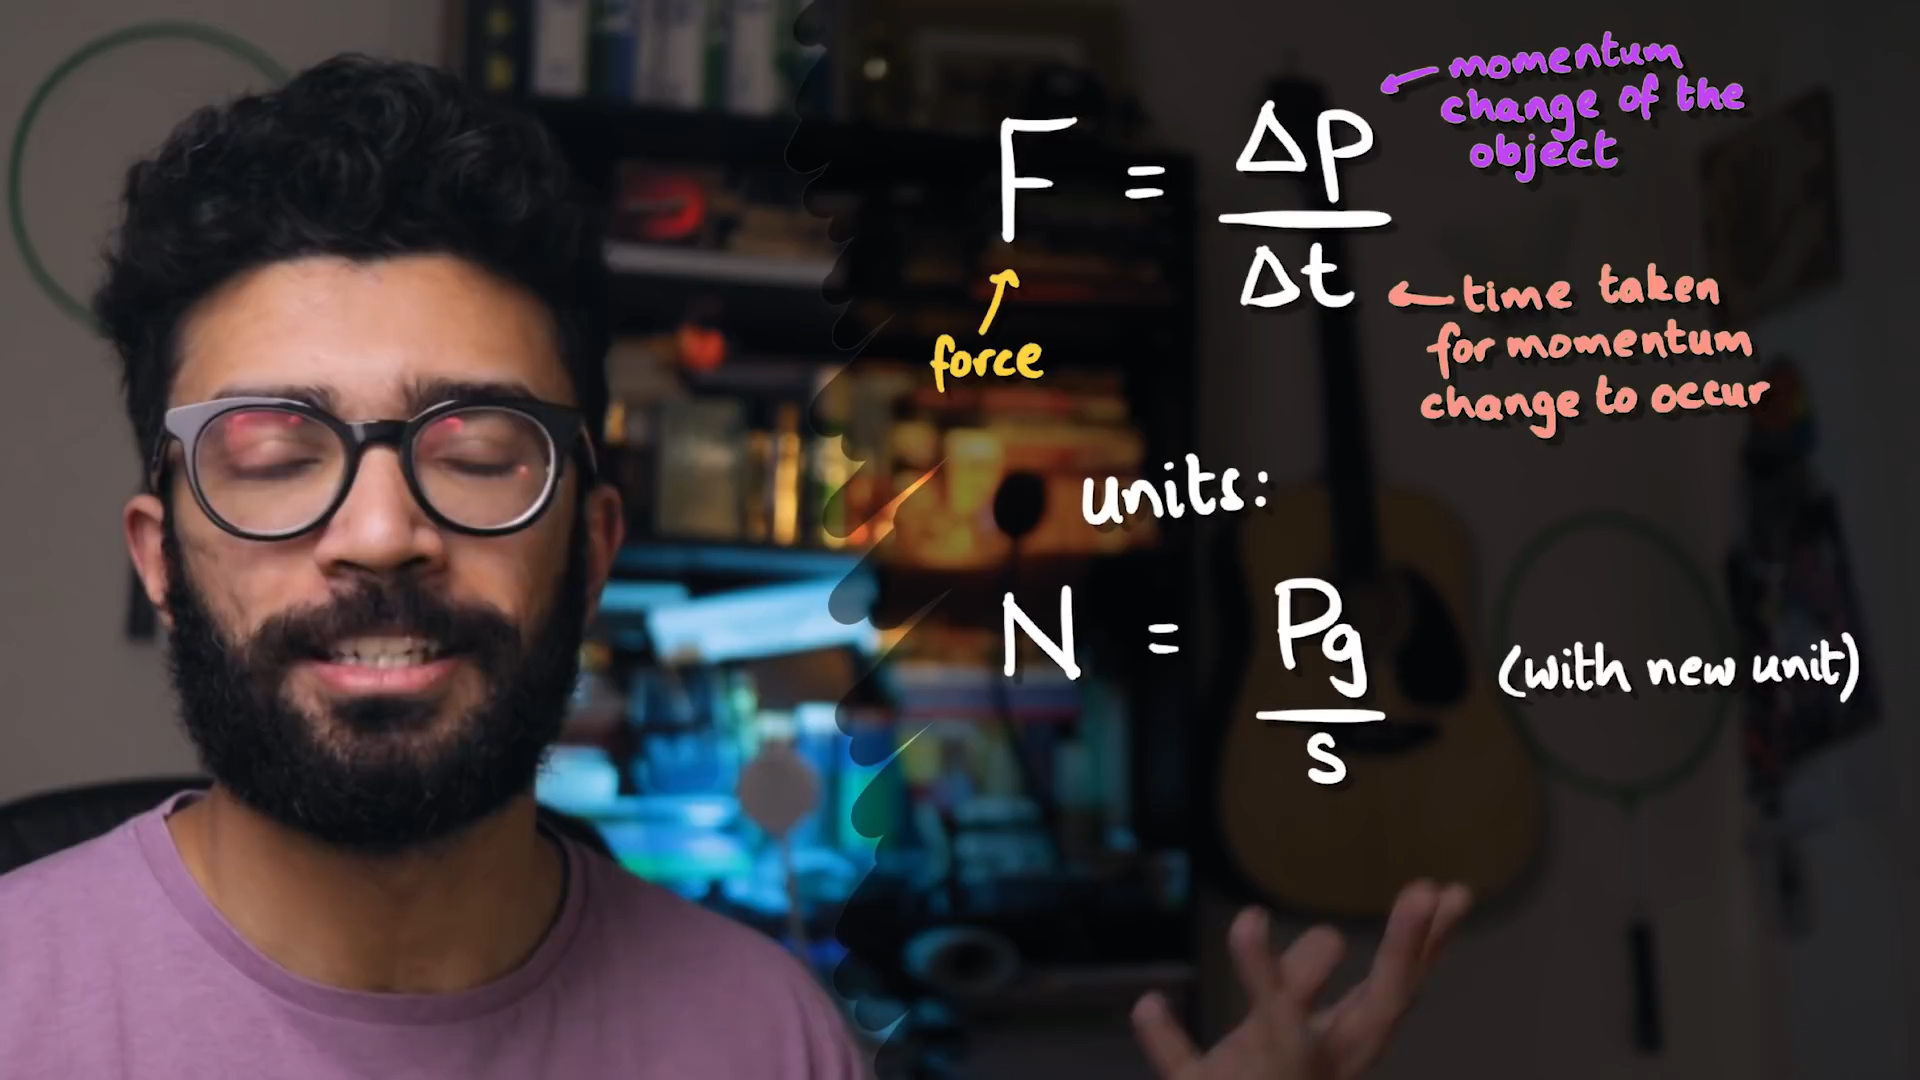 F = Δp / Δt
momentum
change of the
object
time taken
for momentum
change to occur
force
units:
N = Pg / s
(with new unit)